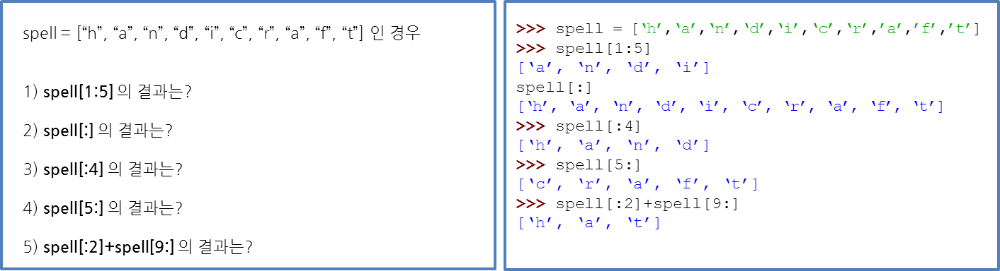 spell = [“h”, “a”, “n”, “d”, “i”, “c”, “r”, “a”, “f”, “t”] 인 경우
1) spell[1:5] 의 결과는?
2) spell[:] 의 결과는?
3) spell[:4] 의 결과는?
4) spell[5:] 의 결과는?
5) spell[:2]+spell[9:] 의 결과는?
>>> spell = [‘h’,‘a’,‘n’,‘d’,‘i’,‘c’,‘r’,’a’,’f’,’t’]
>>> spell[1:5]
[‘a’, ‘n’, ‘d’, ‘i’]
spell[:]
[‘h’, ‘a’, ‘n’, ‘d’, ‘i’, ‘c’, ‘r’, ‘a’, ‘f’, ‘t’]
>>> spell[:4]
[‘h’, ‘a’, ‘n’, ‘d’]
>>> spell[5:]
[‘c’, ‘r’, ‘a’, ‘f’, ‘t’]
>>> spell[:2]+spell[9:]
[‘h’, ‘a’, ‘t’]